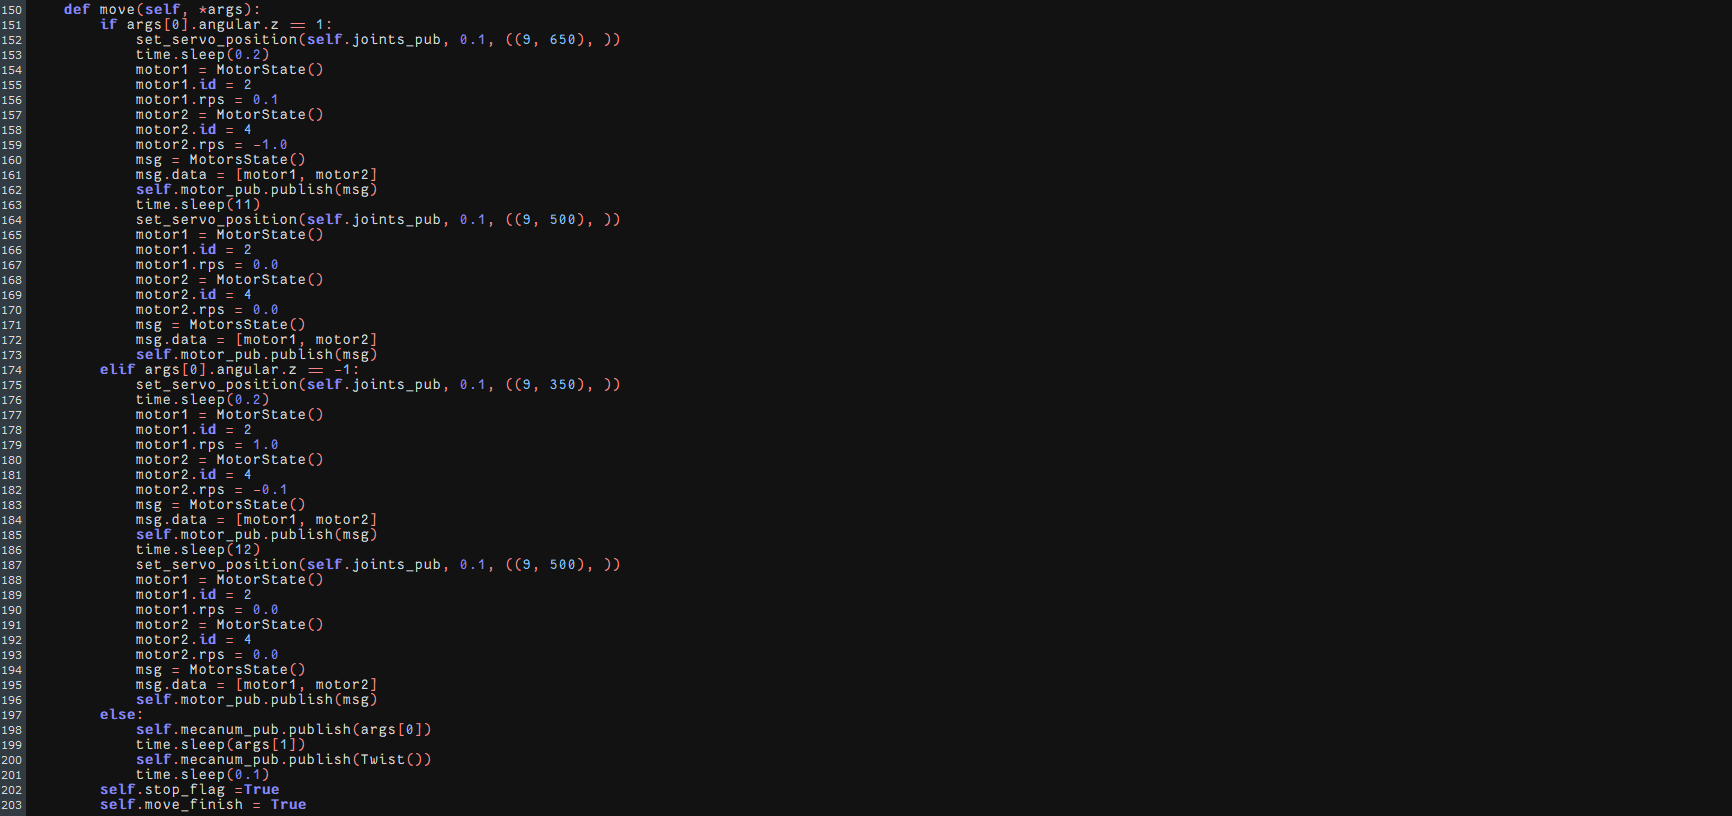 150     def move(self, *args):
151         if args[0].angular.z == 1:
152             set_servo_position(self.joints_pub, 0.1, ((9, 650), ))
153             time.sleep(0.2)
154             motor1 = MotorState()
155             motor1.id = 2
156             motor1.rps = 0.1
157             motor2 = MotorState()
158             motor2.id = 4
159             motor2.rps = -1.0
160             msg = MotorsState()
161             msg.data = [motor1, motor2]
162             self.motor_pub.publish(msg)
163             time.sleep(11)
164             set_servo_position(self.joints_pub, 0.1, ((9, 500), ))
165             motor1 = MotorState()
166             motor1.id = 2
167             motor1.rps = 0.0
168             motor2 = MotorState()
169             motor2.id = 4
170             motor2.rps = 0.0
171             msg = MotorsState()
172             msg.data = [motor1, motor2]
173             self.motor_pub.publish(msg)
174         elif args[0].angular.z == -1:
175             set_servo_position(self.joints_pub, 0.1, ((9, 350), ))
176             time.sleep(0.2)
177             motor1 = MotorState()
178             motor1.id = 2
179             motor1.rps = 1.0
180             motor2 = MotorState()
181             motor2.id = 4
182             motor2.rps = -0.1
183             msg = MotorsState()
184             msg.data = [motor1, motor2]
185             self.motor_pub.publish(msg)
186             time.sleep(12)
187             set_servo_position(self.joints_pub, 0.1, ((9, 500), ))
188             motor1 = MotorState()
189             motor1.id = 2
190             motor1.rps = 0.0
191             motor2 = MotorState()
192             motor2.id = 4
193             motor2.rps = 0.0
194             msg = MotorsState()
195             msg.data = [motor1, motor2]
196             self.motor_pub.publish(msg)
197         else:
198             self.mecanum_pub.publish(args[0])
199             time.sleep(args[1])
200             self.mecanum_pub.publish(Twist())
201             time.sleep(0.1)
202         self.stop_flag =True
203         self.move_finish = True